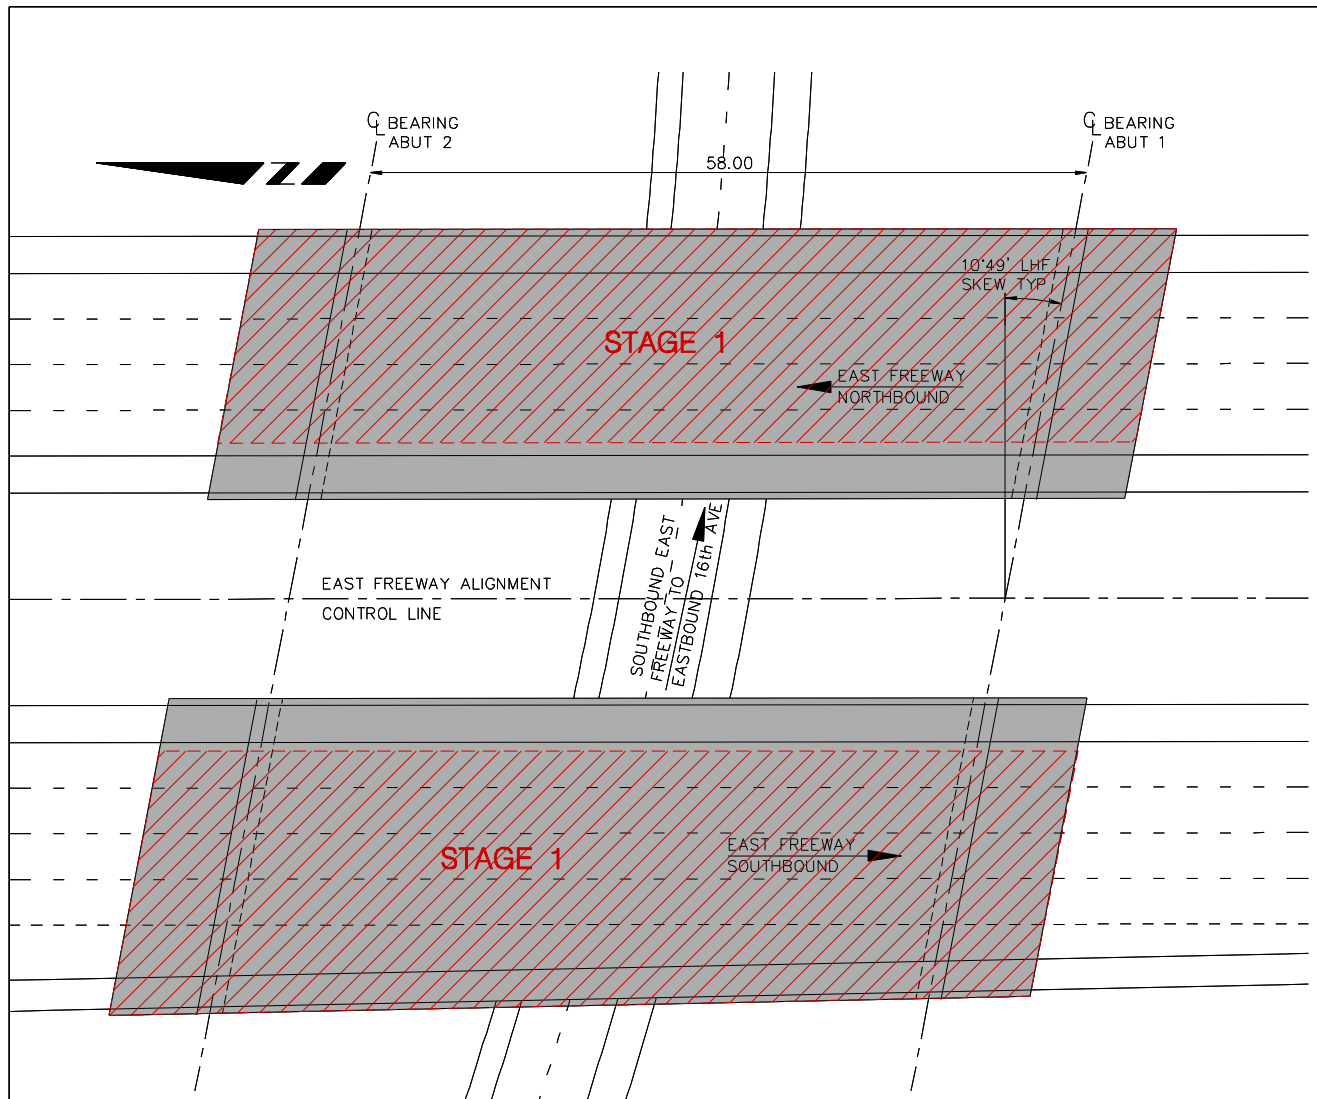 ℄ BEARING
ABUT 2
℄ BEARING
ABUT 1
58.00
N
10°49' LHF
SKEW TYP
STAGE 1
EAST FREEWAY
NORTHBOUND
EAST FREEWAY ALIGNMENT
CONTROL LINE
SOUTHBOUND EAST
FREEWAY TO
EASTBOUND 16th AVE
STAGE 1
EAST FREEWAY
SOUTHBOUND